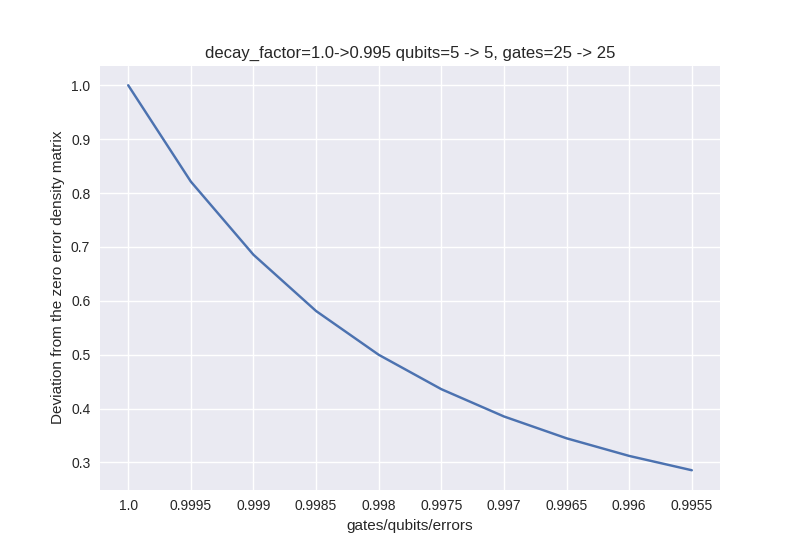 decay_factor=1.0->0.995 qubits=5 -> 5, gates=25 -> 25
Deviation from the zero error density matrix
1.0
0.9
0.8
0.7
0.6
0.5
0.4
0.3
1.0 0.9995 0.999 0.9985 0.998 0.9975 0.997 0.9965 0.996 0.9955
gates/qubits/errors